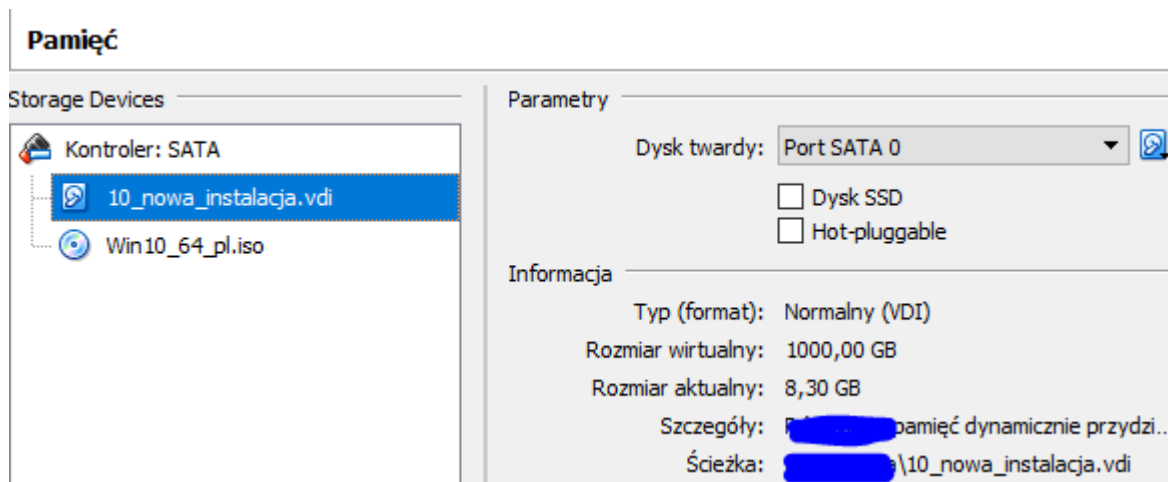 Pamięć
Storage Devices
Kontroler: SATA
10_nowa_instalacja.vdi
Win10_64_pl.iso
Parametry
Dysk twardy: Port SATA 0
Dysk SSD
Hot-pluggable
Informacja
Typ (format): Normalny (VDI)
Rozmiar wirtualny: 1000,00 GB
Rozmiar aktualny: 8,30 GB
Szczegóły: pamięć dynamicznie przydzi...
Ścieżka: \10_nowa_instalacja.vdi